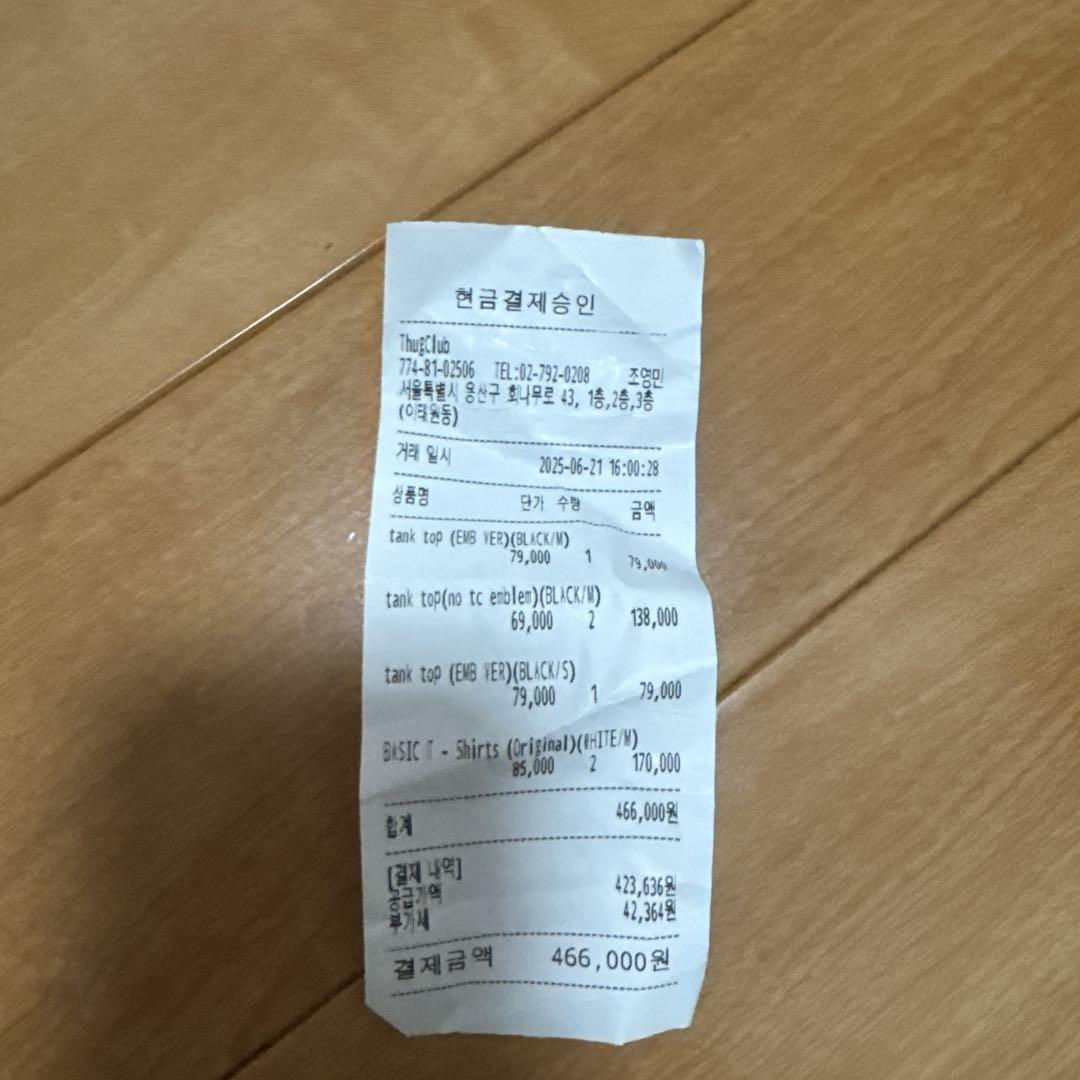 현금결제승인
ThugClub
774-81-02506 TEL:02-792-0208 조영민
서울특별시 용산구 회나무로 43, 1층,2층,3층
(이태원동)
거래 일시 2025-06-21 16:00:28
상품명 단가 수량 금액
tank top (EMB VER)(BLACK/M)
79,000 1 79,000
tank top(no tc emblem)(BLACK/M)
69,000 2 138,000
tank top (EMB VER)(BLACK/S)
79,000 1 79,000
BASIC T - Shirts (Original)(WHITE/M)
85,000 2 170,000
합계 466,000원
[결제 내역]
공급가액 423,636원
부가세 42,364원
결제금액 466,000원